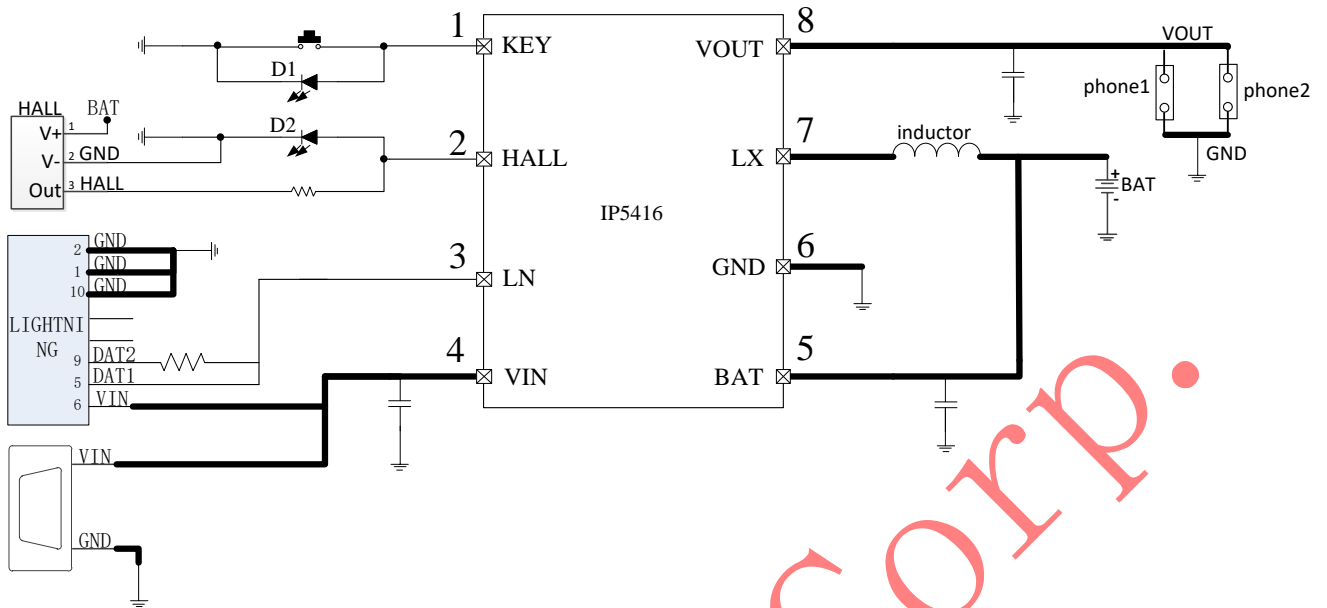 1
KEY
D1
HALL
BAT
V+
1
V-
2
GND
Out
3
HALL
D2
2
HALL
2
GND
1
GND
10
GND
LIGHTNI
NG
9
DAT2
5
DAT1
6
VIN
3
LN
4
VIN
VIN
GND
IP5416
8
VOUT
VOUT
phone1
phone2
GND
7
LX
inductor
+
BAT
-
6
GND
5
BAT
Corp.